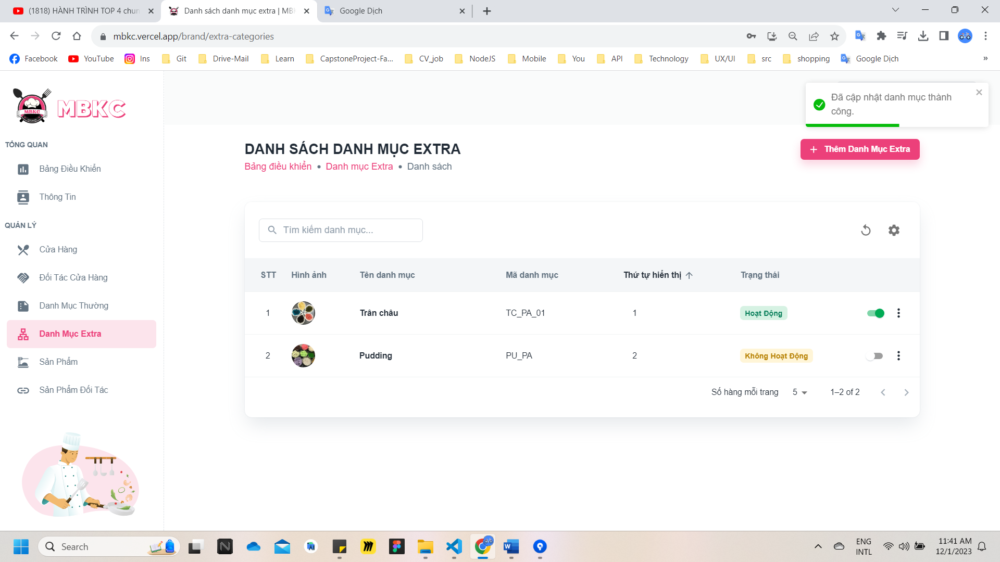 (1818) HÀNH TRÌNH TOP 4 chun
Danh sách danh mục extra | MB
Google Dịch
mbkc.vercel.app/brand/extra-categories
Facebook
YouTube
Ins
Git
Drive-Mail
Learn
CapstoneProject-Fa...
CV_job
NodeJS
Mobile
You
API
Technology
UX/UI
src
shopping
Google Dịch
»
MBKC
MBKC
Đã cập nhật danh mục thành
công.
TỔNG QUAN
Bảng Điều Khiển
Thông Tin
QUẢN LÝ
Cửa Hàng
Đối Tác Cửa Hàng
Danh Mục Thường
Danh Mục Extra
Sản Phẩm
Sản Phẩm Đối Tác
DANH SÁCH DANH MỤC EXTRA
Thêm Danh Mục Extra
Bảng điều khiển • Danh mục Extra • Danh sách
Tìm kiếm danh mục...
STT Hình ảnh Tên danh mục Mã danh mục Thứ tự hiển thị Trạng thái
1 Trân châu TC_PA_01 1 Hoạt Động
2 Pudding PU_PA 2 Không Hoạt Động
Số hàng mỗi trang 5 1–2 of 2
Search
ENG
INTL
11:41 AM
12/1/2023